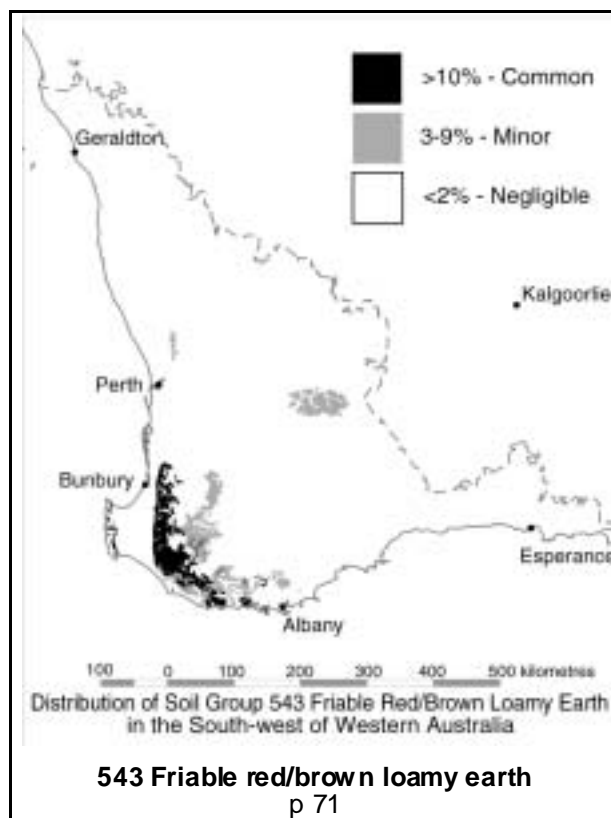 >10% - Common
Geraldton
3-9% - Minor
<2% - Negligible
Kalgoorlie
Perth
Bunbury
Esperance
Albany
100 0 100 200 300 400 500 kilometres
Distribution of Soil Group 543 Friable Red/Brown Loamy Earth
in the South-west of Western Australia
543 Friable red/brown loamy earth
p 71